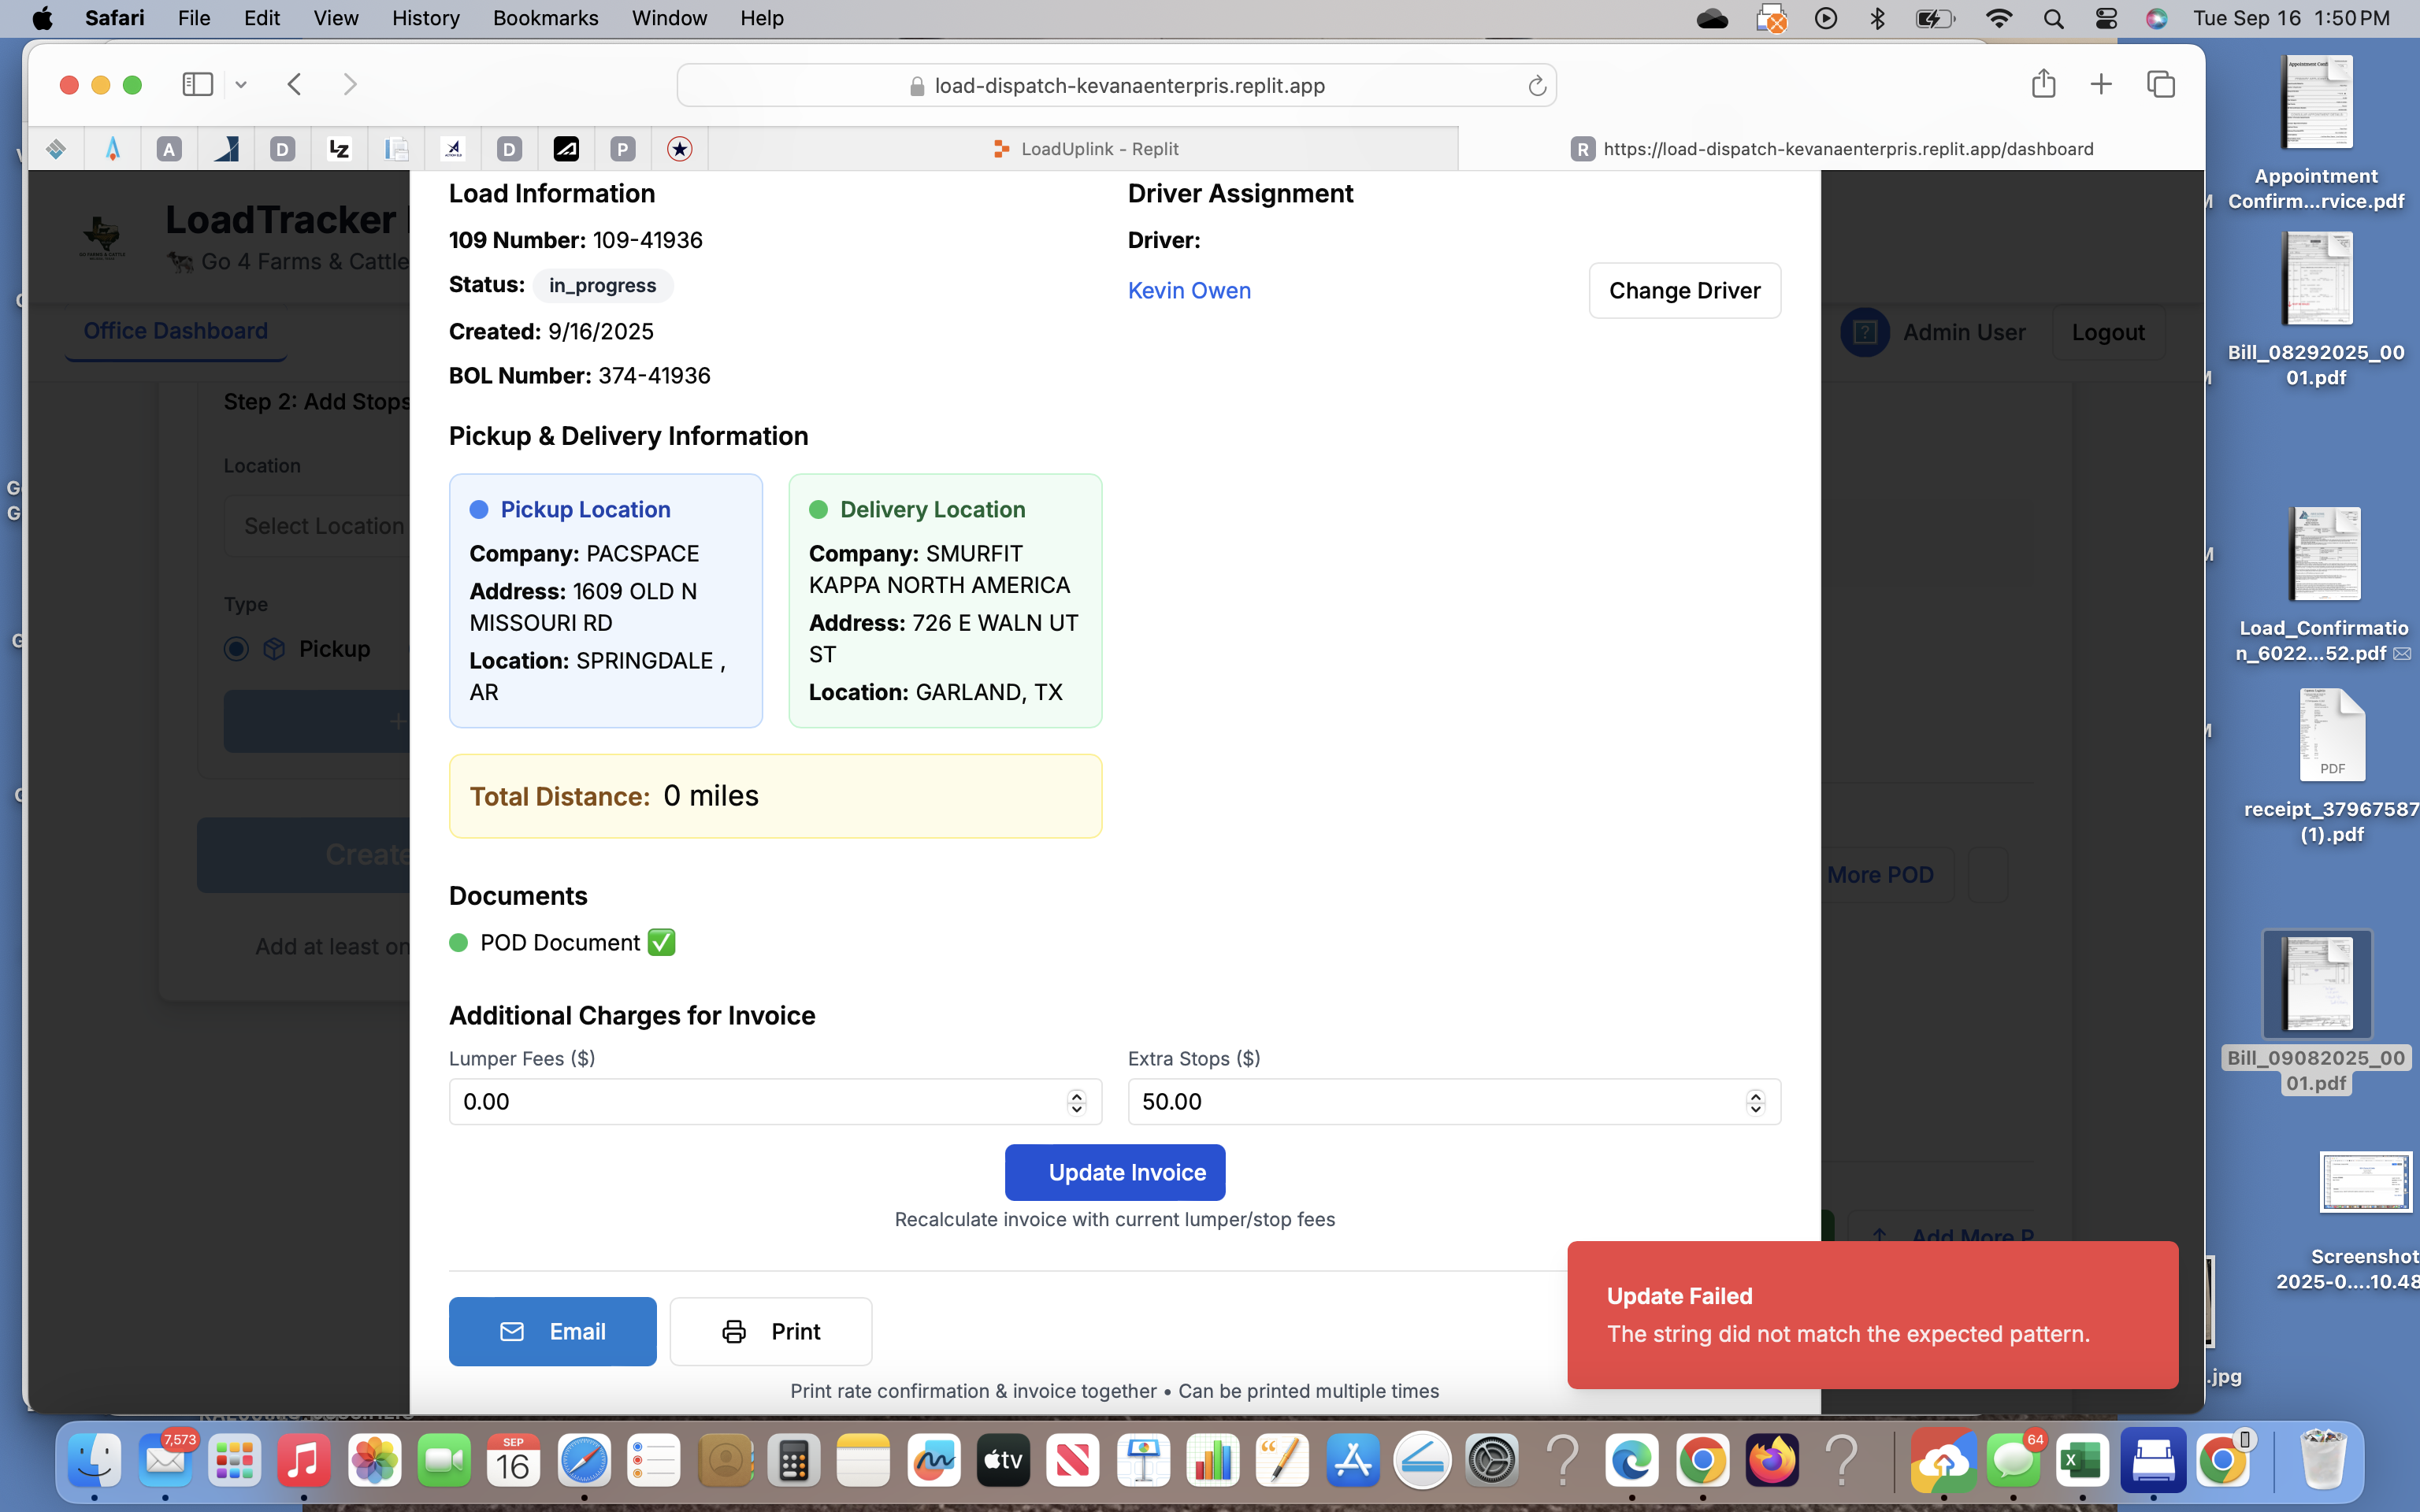 Safari File Edit View History Bookmarks Window Help
Tue Sep 16 1:50 PM
load-dispatch-kevanaenterpris.replit.app
A
D
LZ
D
P
LoadUplink - Replit
R https://load-dispatch-kevanaenterpris.replit.app/dashboard
LoadTracker
Go 4 Farms & Cattle
Office Dashboard
Admin User
Logout
Step 2: Add Stops
Location
Select Location
Type
Pickup
+
Create
Add at least on
More POD
Add More P
Load Information
109 Number: 109-41936
Status: in_progress
Created: 9/16/2025
BOL Number: 374-41936
Driver Assignment
Driver:
Kevin Owen
Change Driver
Pickup & Delivery Information
Pickup Location
Company: PACSPACE
Address: 1609 OLD N
MISSOURI RD
Location: SPRINGDALE ,
AR
Delivery Location
Company: SMURFIT
KAPPA NORTH AMERICA
Address: 726 E WALN UT
ST
Location: GARLAND, TX
Total Distance: 0 miles
Documents
POD Document ✅
Additional Charges for Invoice
Lumper Fees ($)
0.00
Extra Stops ($)
50.00
Update Invoice
Recalculate invoice with current lumper/stop fees
Email
Print
Print rate confirmation & invoice together • Can be printed multiple times
Update Failed
The string did not match the expected pattern.
Appointment
Confirm...rvice.pdf
Bill_08292025_00
01.pdf
Load_Confirmatio
n_6022...52.pdf
PDF
receipt_37967587
(1).pdf
Bill_09082025_00
01.pdf
Screenshot
2025-0....10.48
.jpg
7,573
SEP
16
tv
64